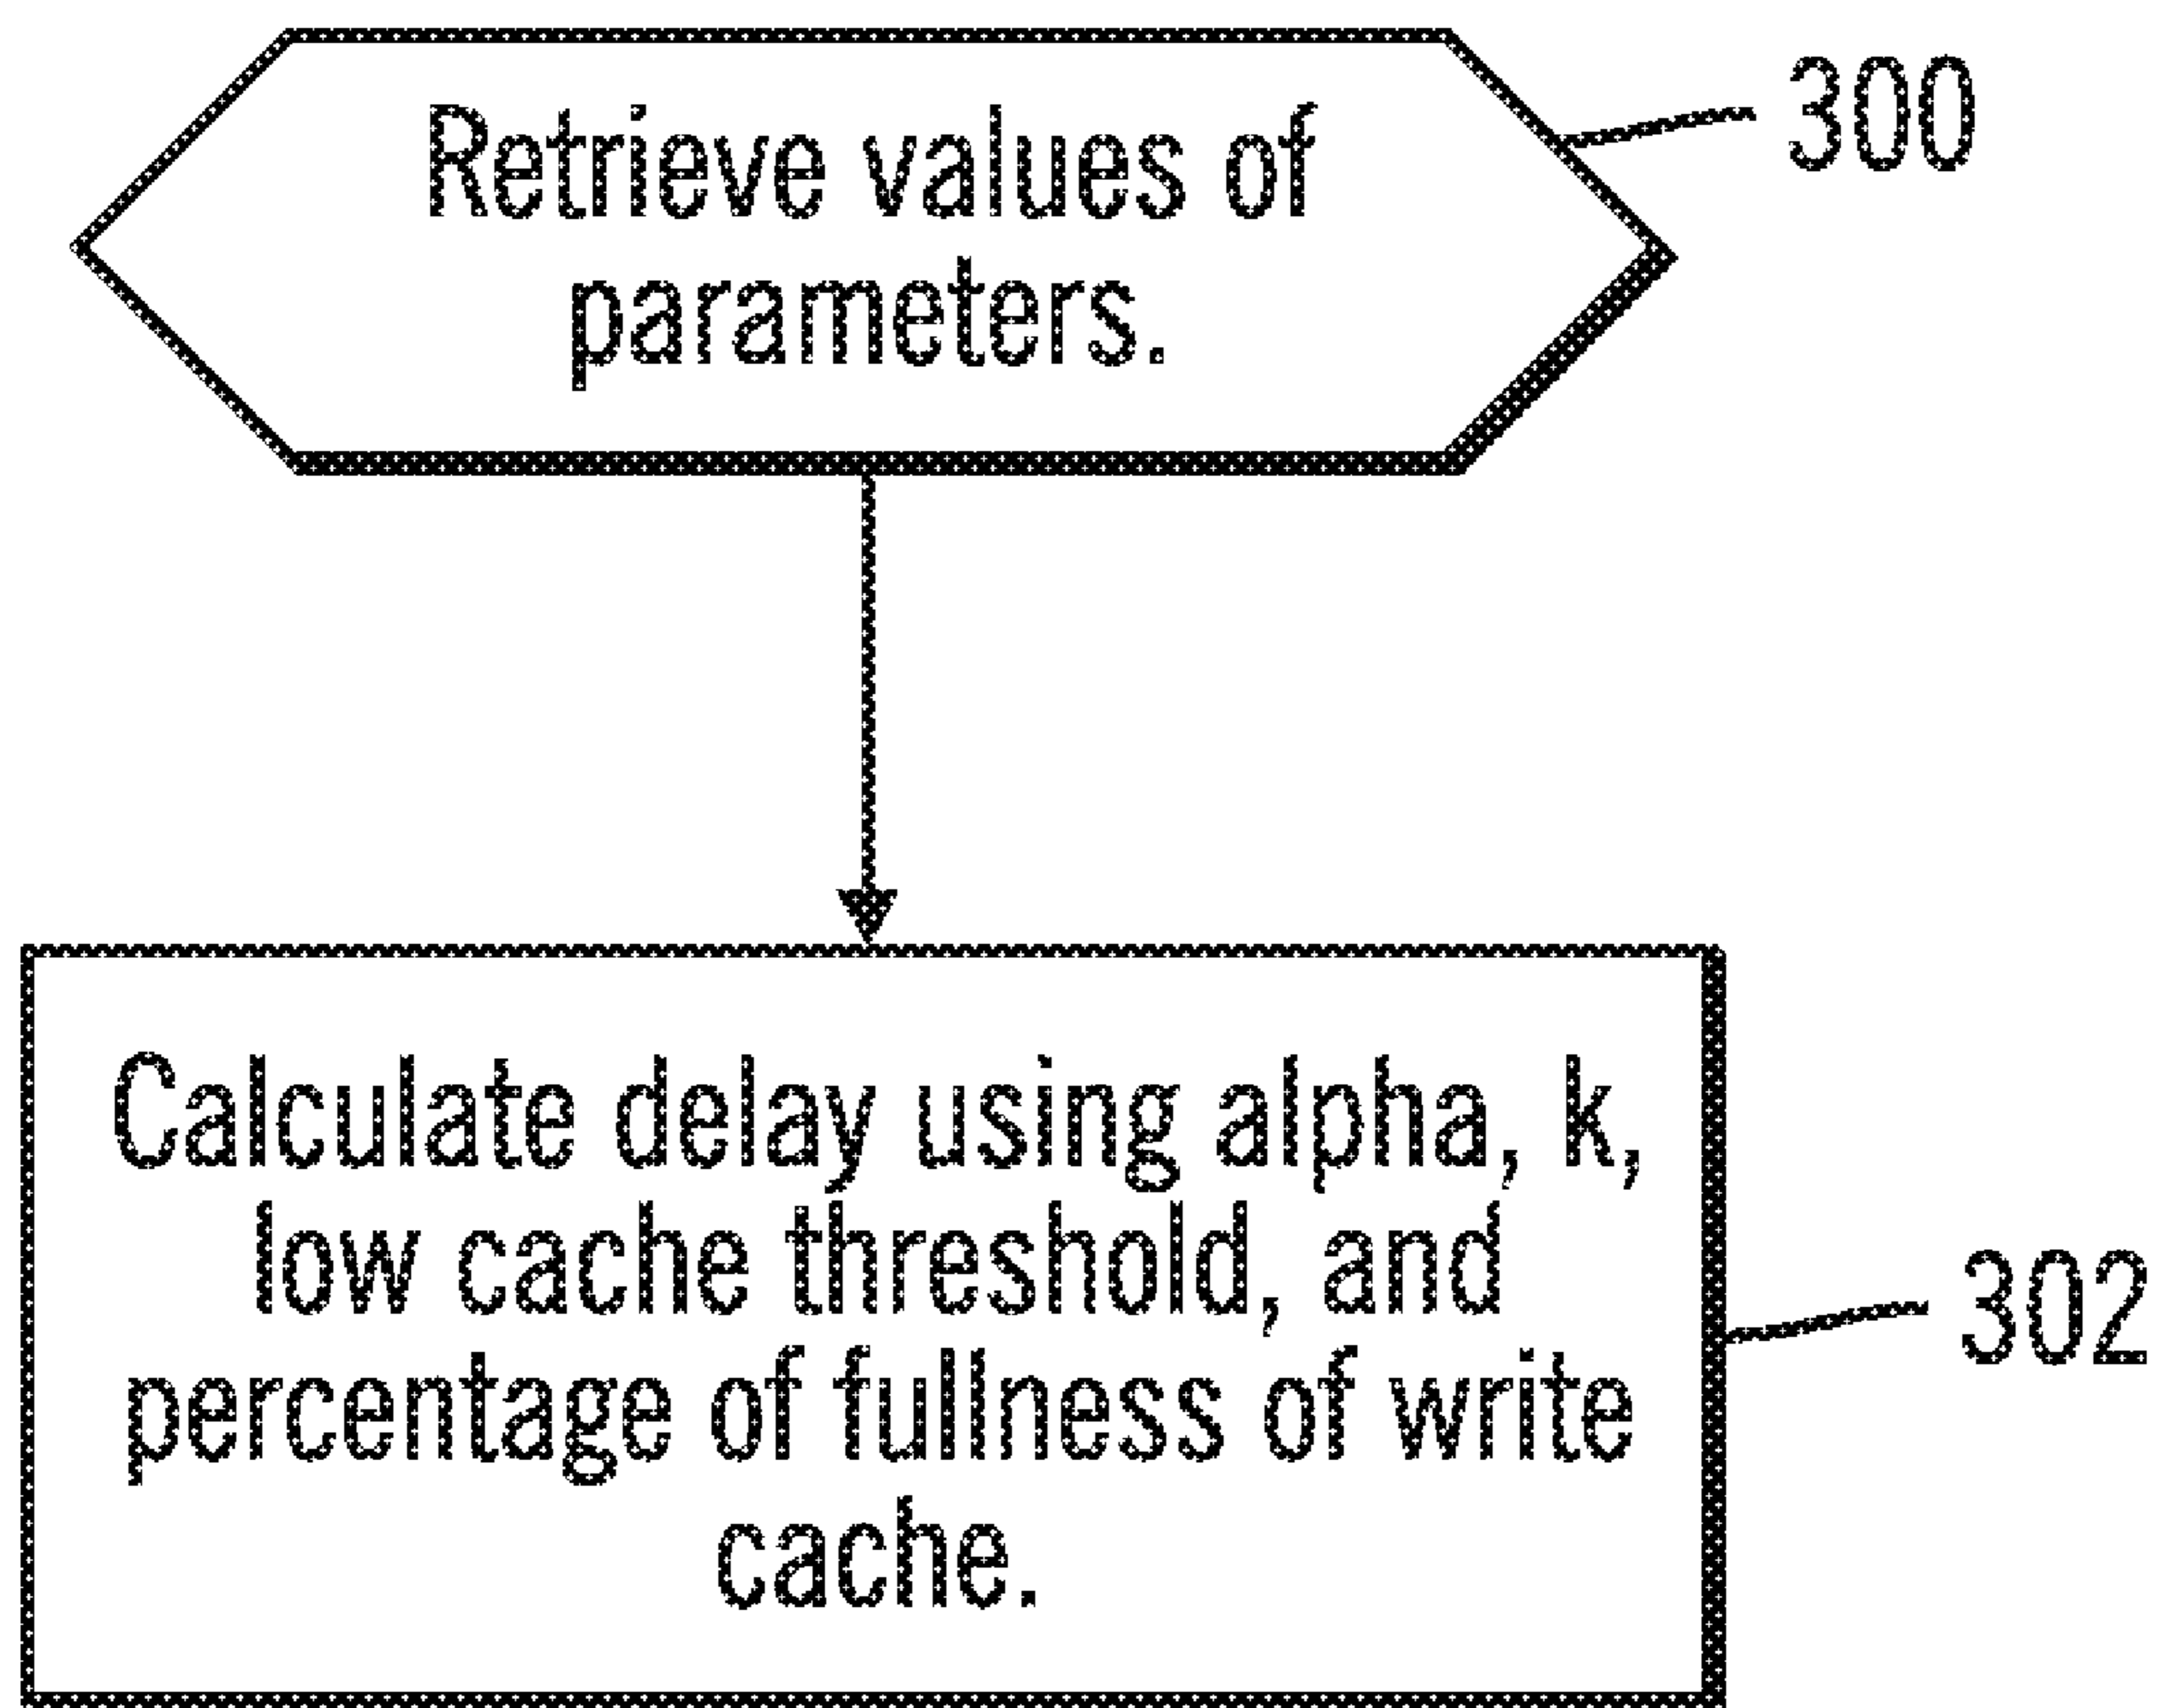 Retrieve values of
parameters.
300
Calculate delay using alpha, k,
low cache threshold, and
percentage of fullness of write
cache.
302